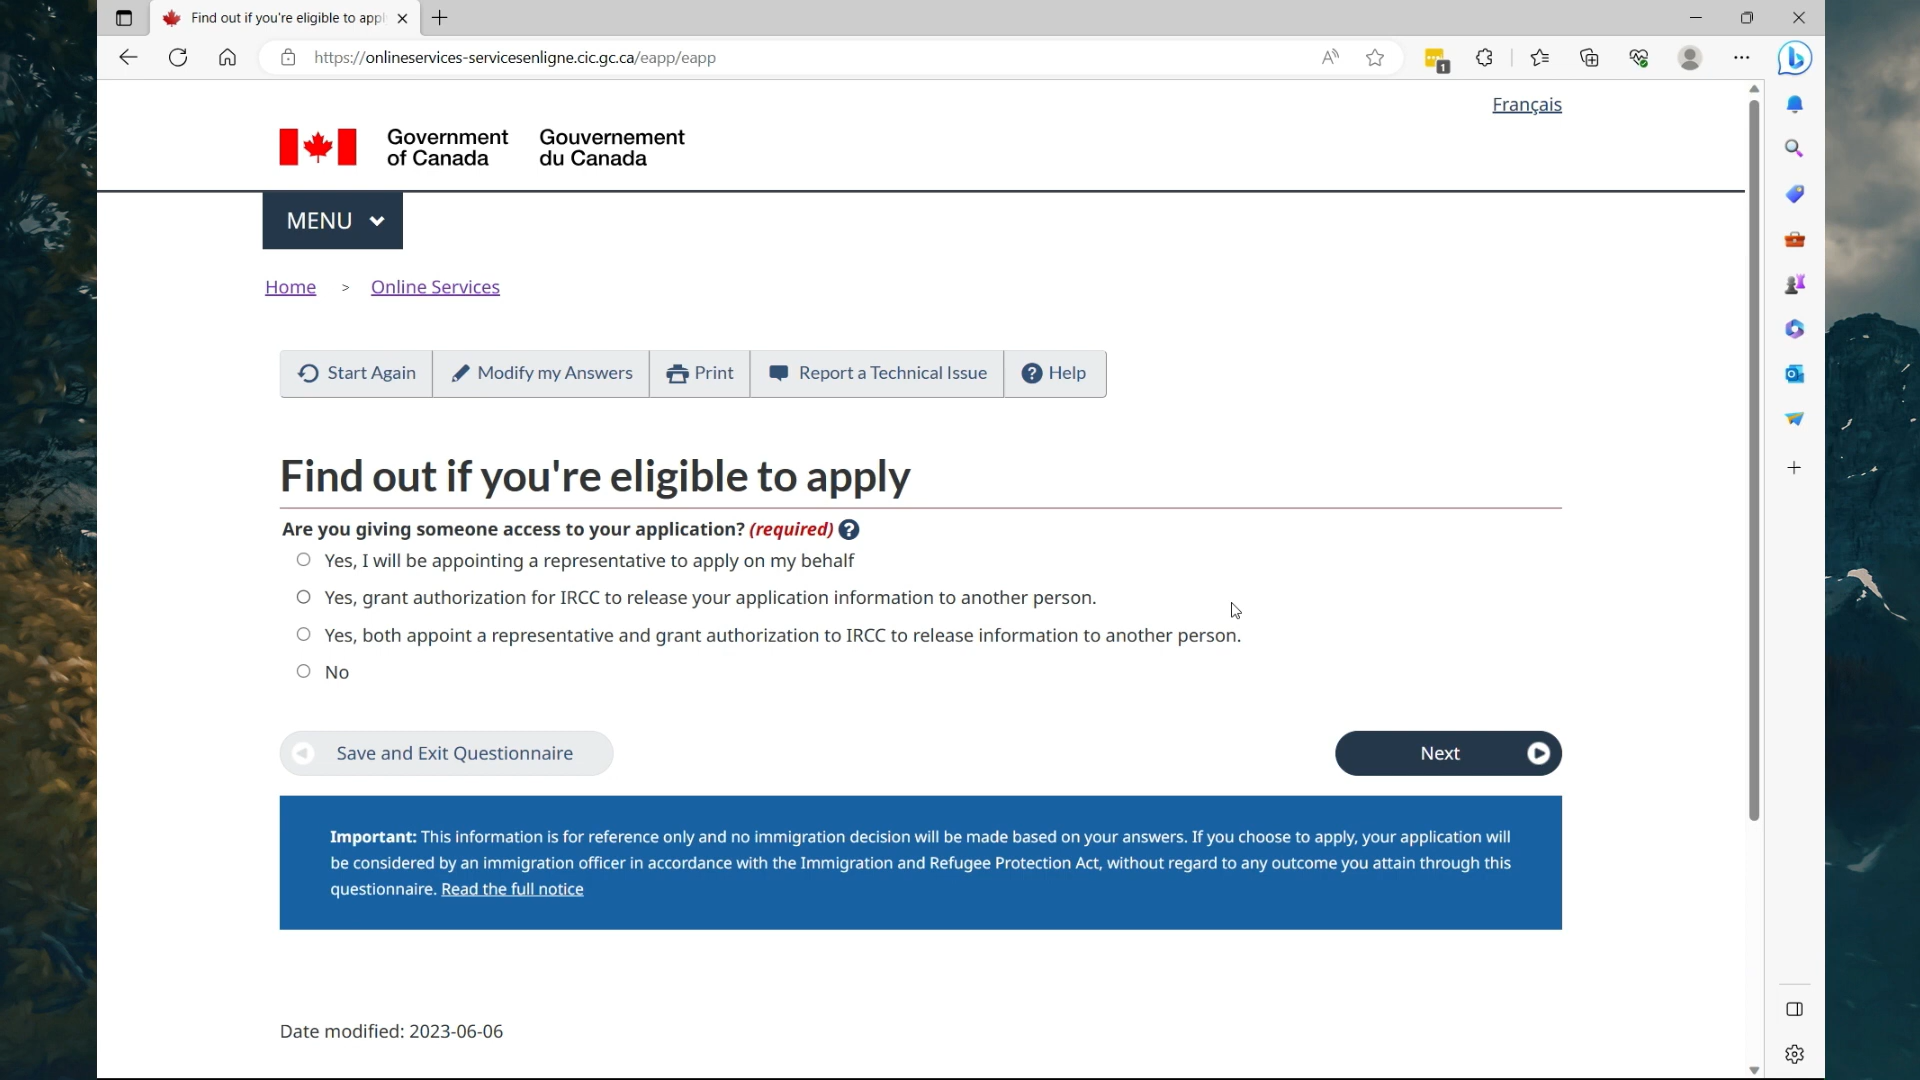 Find out if you're eligible to appl
https://onlineservices-servicesenligne.cic.gc.ca/eapp/eapp
1
Français
Government of Canada
Gouvernement du Canada
MENU
Home > Online Services
Start Again Modify my Answers Print Report a Technical Issue Help
Find out if you're eligible to apply
Are you giving someone access to your application? (required)
Yes, I will be appointing a representative to apply on my behalf
Yes, grant authorization for IRCC to release your application information to another person.
Yes, both appoint a representative and grant authorization to IRCC to release information to another person.
No
Save and Exit Questionnaire
Next
Important: This information is for reference only and no immigration decision will be made based on your answers. If you choose to apply, your application will
be considered by an immigration officer in accordance with the Immigration and Refugee Protection Act, without regard to any outcome you attain through this
questionnaire. Read the full notice
Date modified: 2023-06-06